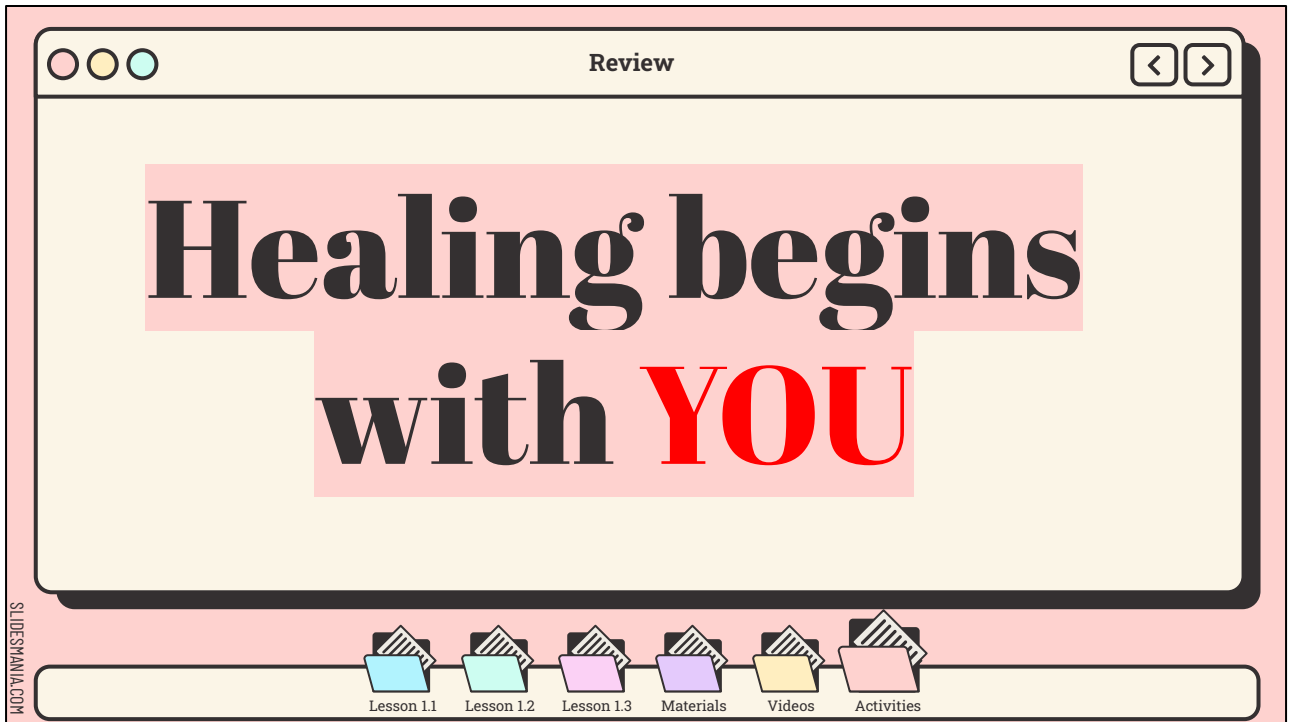 Review
Healing begins
with YOU
SLIDESMANIA.COM
Lesson 1.1
Lesson 1.2
Lesson 1.3
Materials
Videos
Activities